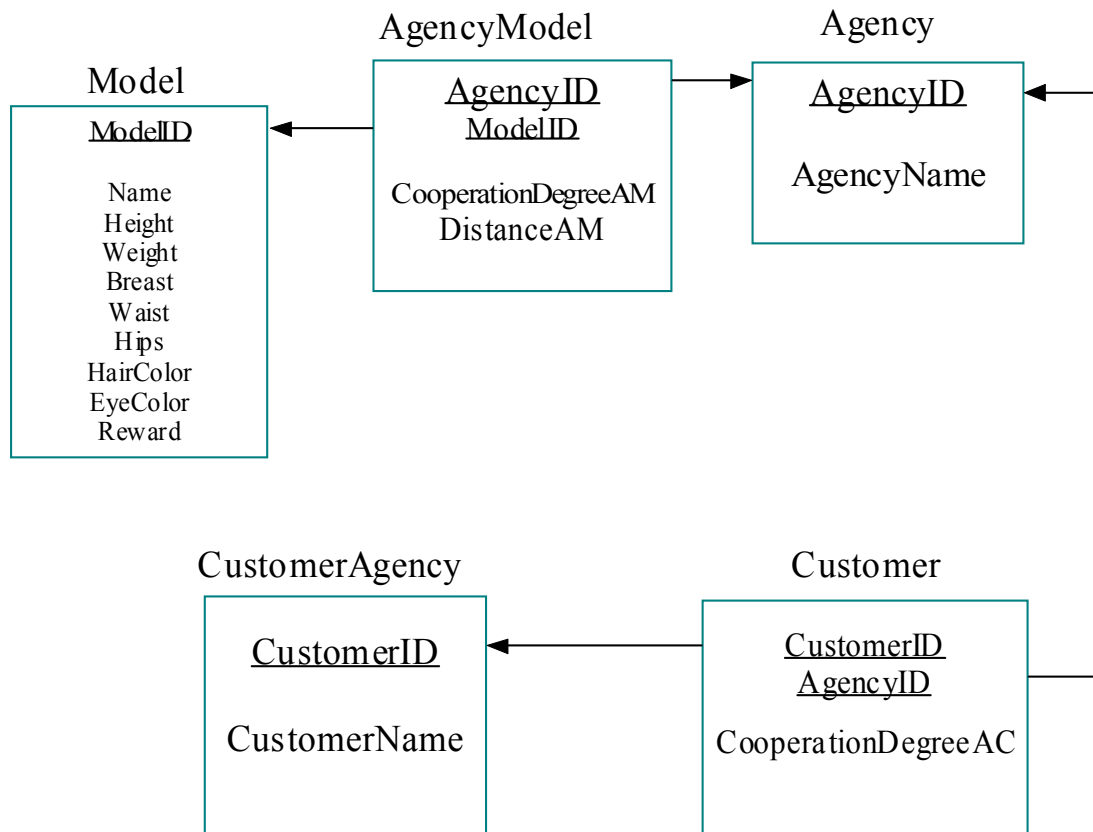 Model
ModelID
Name
Height
Weight
Breast
Waist
Hips
HairColor
EyeColor
Reward
AgencyModel
AgencyID
ModelID
CooperationDegreeAM
DistanceAM
Agency
AgencyID
AgencyName
CustomerAgency
CustomerID
CustomerName
Customer
CustomerID
AgencyID
CooperationDegreeAC